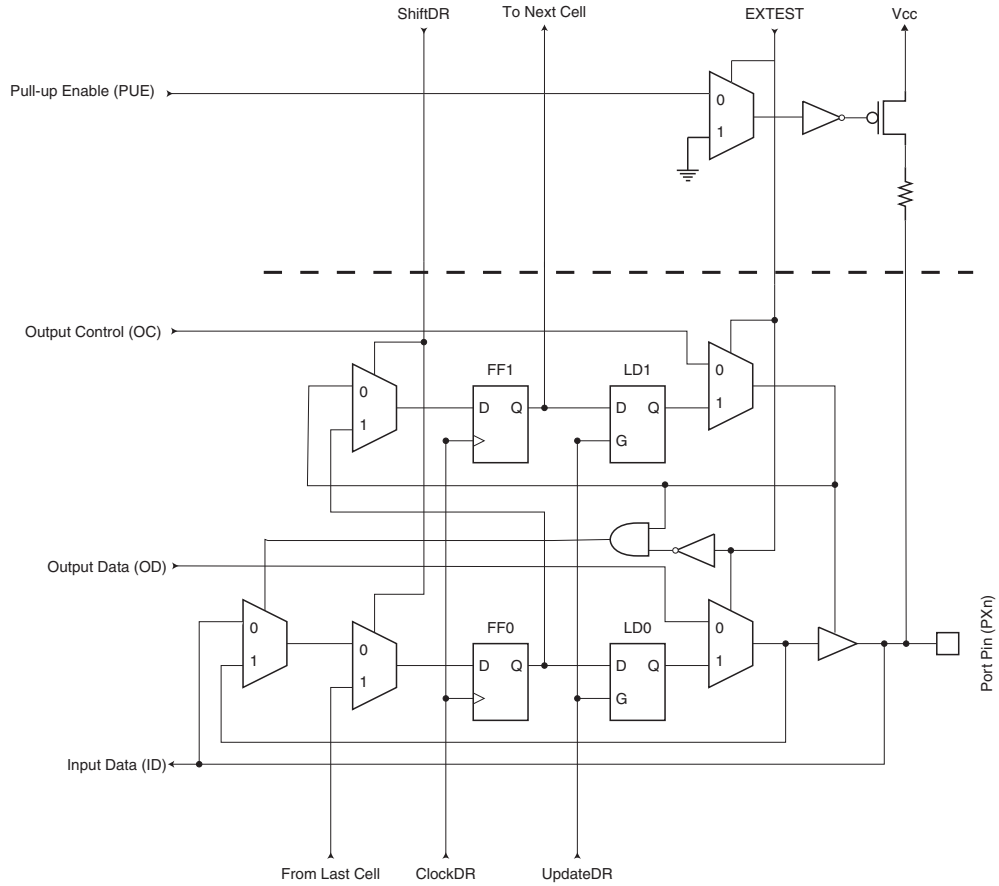 ShiftDR
To Next Cell
EXTEST
Vcc
Pull-up Enable (PUE)
0
1
Output Control (OC)
FF1
LD1
0
1
D Q
D Q
0
1
G
Output Data (OD)
0
1
0
1
FF0
LD0
D Q
D Q
0
1
G
Port Pin (PXn)
Input Data (ID)
From Last Cell
ClockDR
UpdateDR